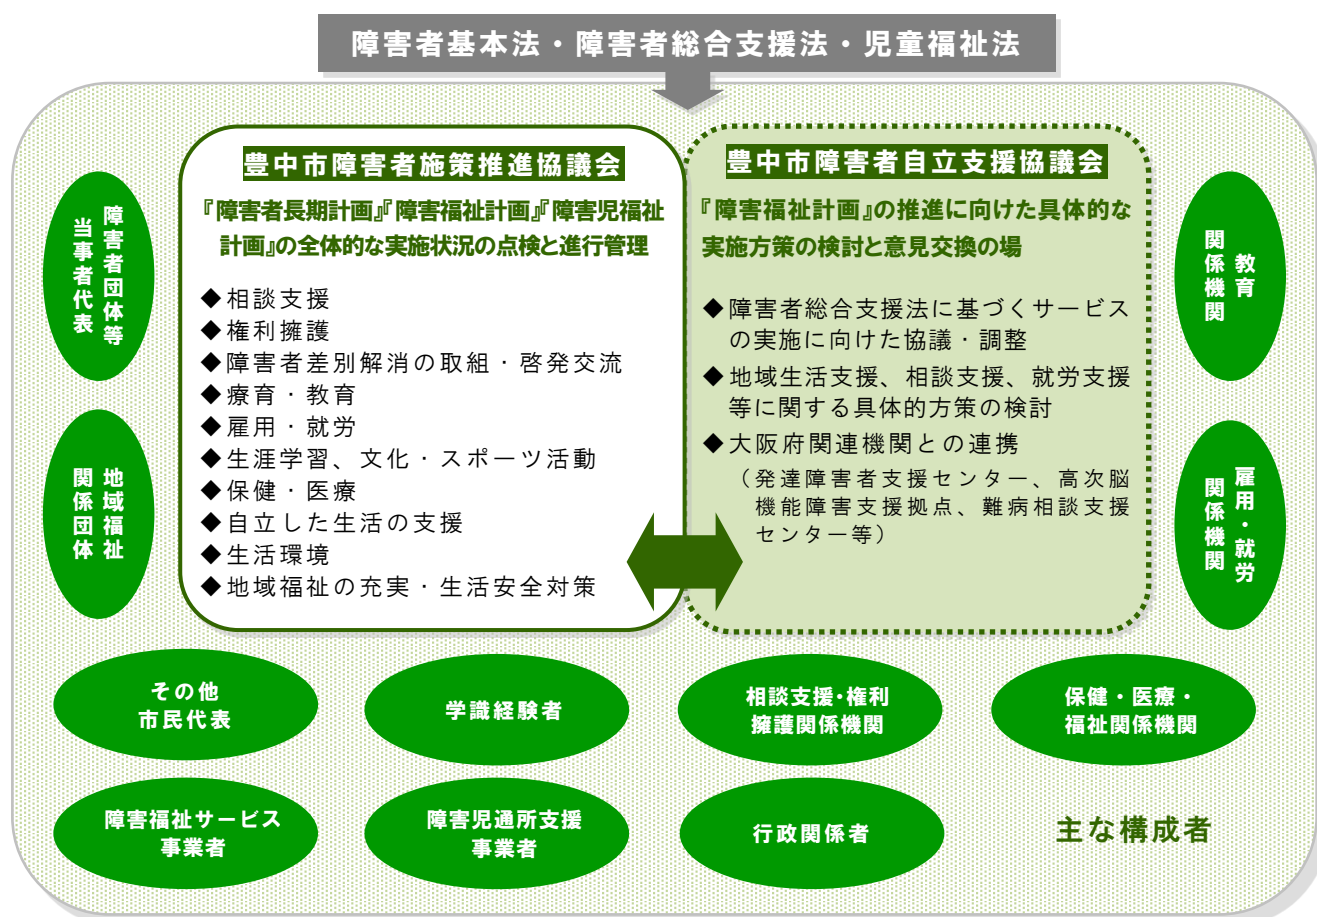 障害者基本法・障害者総合支援法・児童福祉法
豊中市障害者施策推進協議会
『障害者長期計画』『障害福祉計画』『障害児福祉
計画』の全体的な実施状況の点検と進行管理
◆相談支援
◆権利擁護
◆障害者差別解消の取組・啓発交流
◆療育・教育
◆雇用・就労
◆生涯学習、文化・スポーツ活動
◆保健・医療
◆自立した生活の支援
◆生活環境
◆地域福祉の充実・生活安全対策
豊中市障害者自立支援協議会
『障害福祉計画』の推進に向けた具体的な
実施方策の検討と意見交換の場
◆障害者総合支援法に基づくサービス
の実施に向けた協議・調整
◆地域生活支援、相談支援、就労支援
等に関する具体的方策の検討
◆大阪府関連機関との連携
（発達障害者支援センター、高次脳
機能障害支援拠点、難病相談支援
センター等）
障害者団体等
当事者代表
地域福祉
関係団体
教育
関係機関
雇用・就労
関係機関
その他
市民代表
学識経験者
相談支援・権利
擁護関係機関
保健・医療・
福祉関係機関
障害福祉サービス
事業者
障害児通所支援
事業者
行政関係者
主な構成者